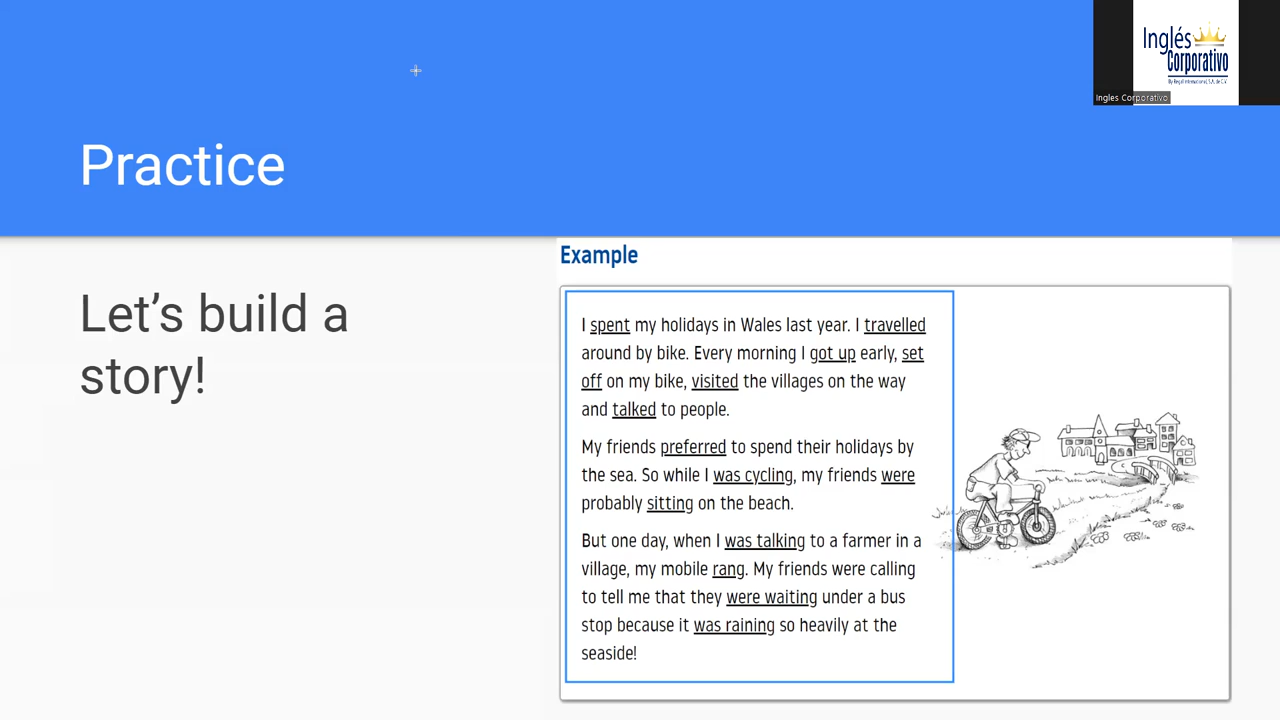 Inglés
Corporativo
Ingles Corporativo
Practice
Let's build a
story!
Example
I spent my holidays in Wales last year. I travelled
around by bike. Every morning I got up early, set
off on my bike, visited the villages on the way
and talked to people.
My friends preferred to spend their holidays by
the sea. So while I was cycling, my friends were
probably sitting on the beach.
But one day, when I was talking to a farmer in a
village, my mobile rang. My friends were calling
to tell me that they were waiting under a bus
stop because it was raining so heavily at the
seaside!